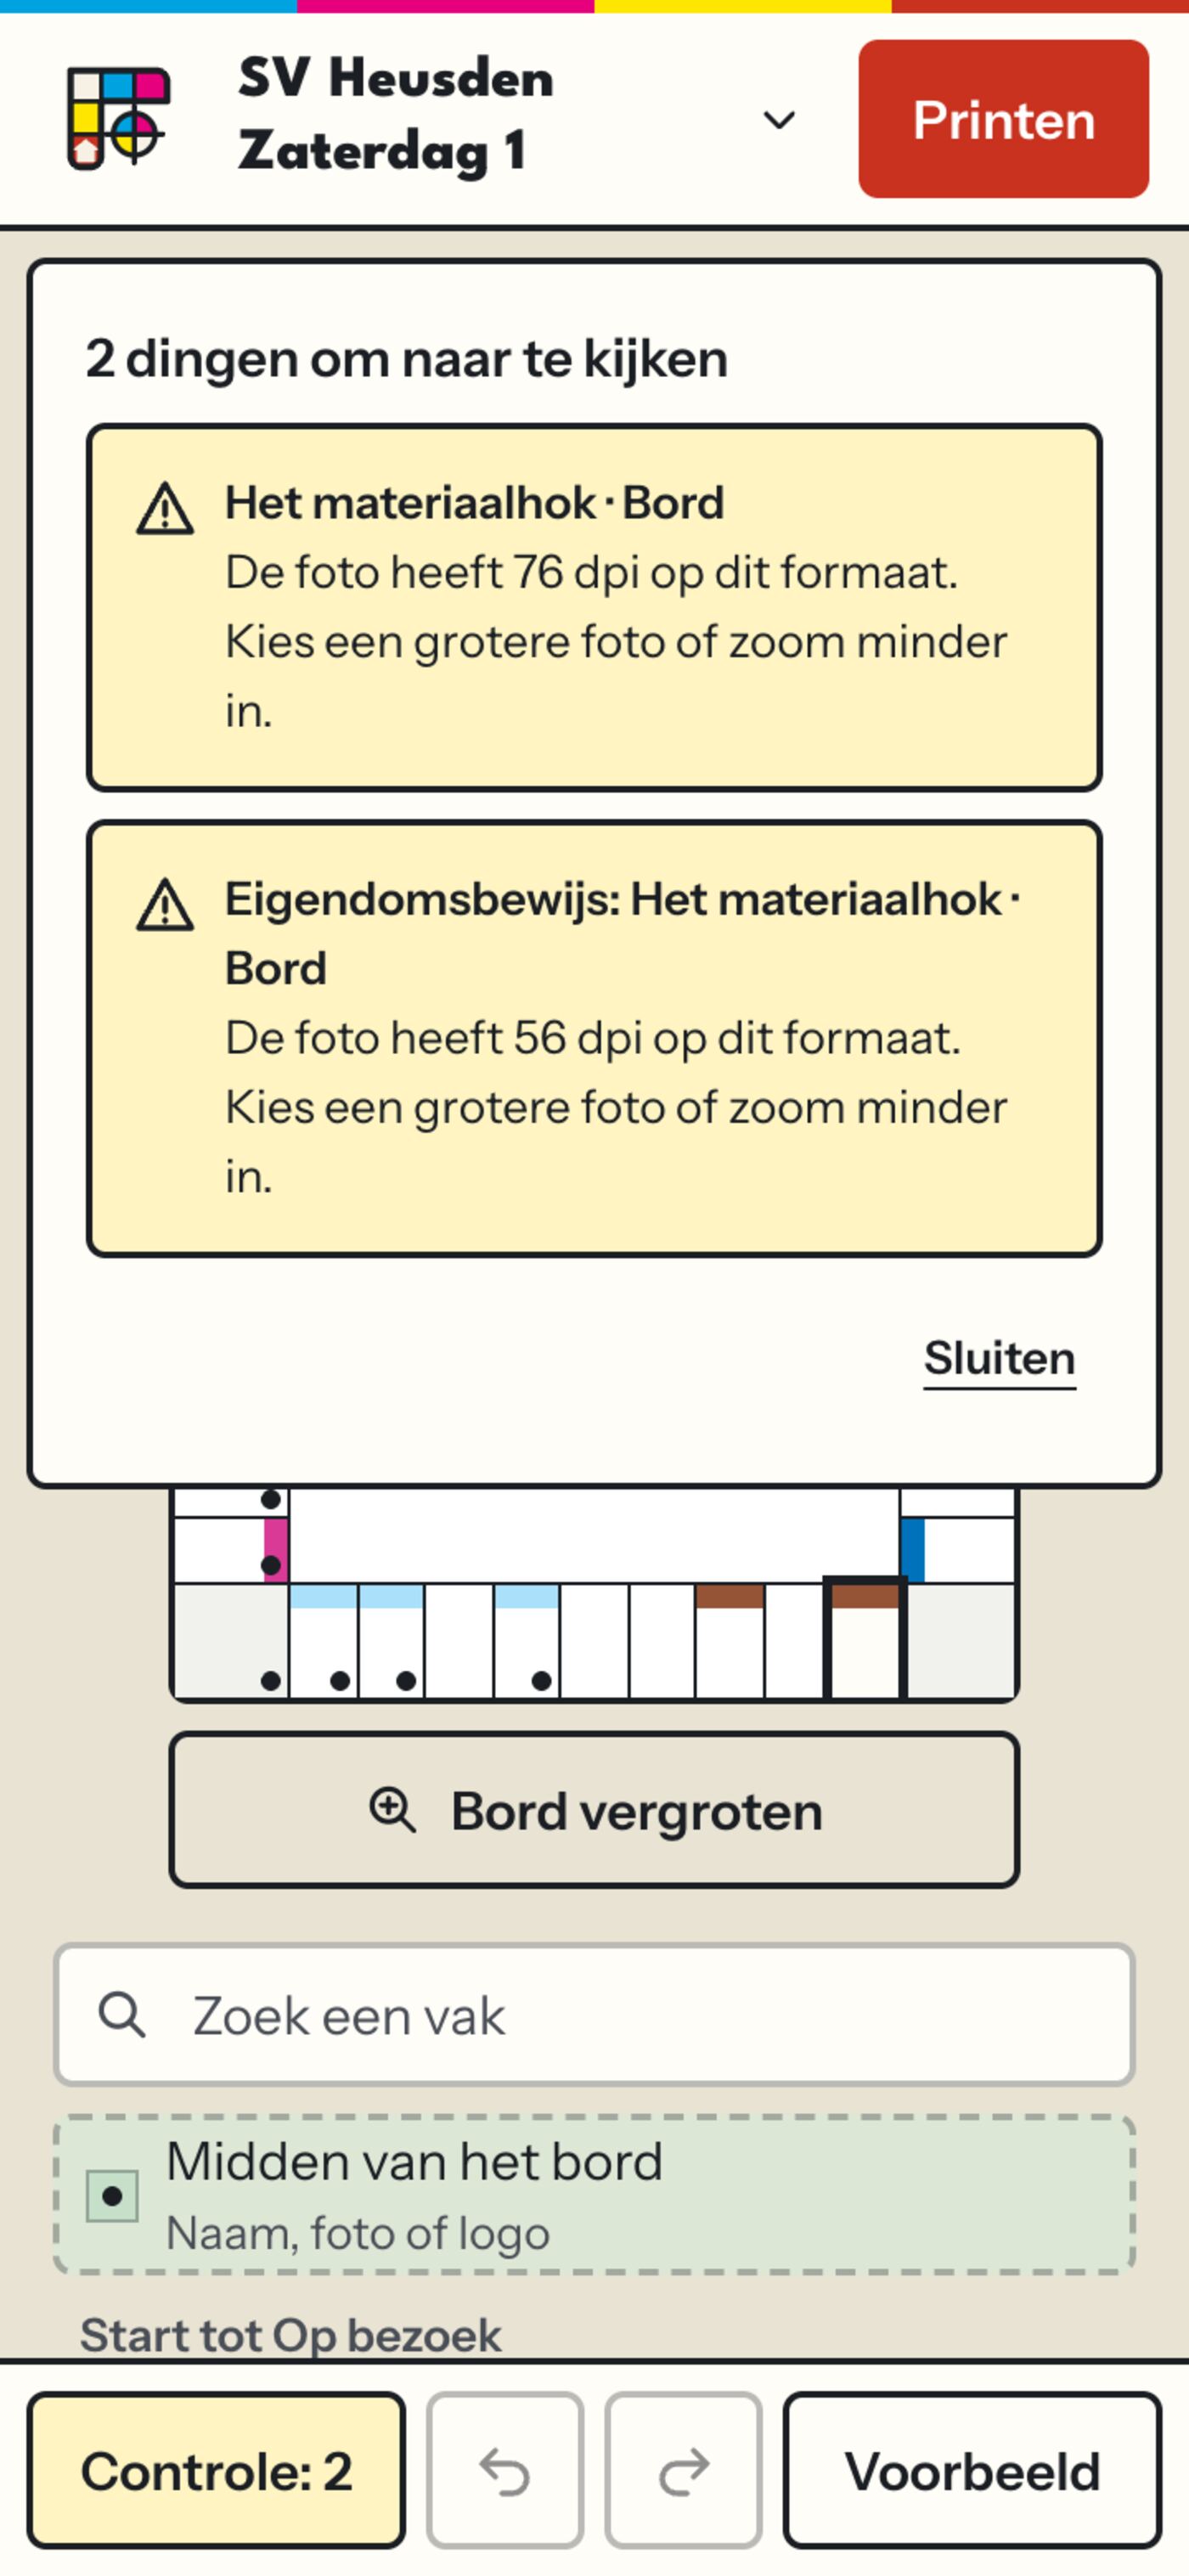 SV Heusden
Zaterdag 1
Printen
2 dingen om naar te kijken
Het materiaalhok · Bord
De foto heeft 76 dpi op dit formaat.
Kies een grotere foto of zoom minder
in.
Eigendomsbewijs: Het materiaalhok ·
Bord
De foto heeft 56 dpi op dit formaat.
Kies een grotere foto of zoom minder
in.
Sluiten
Bord vergroten
Zoek een vak
Midden van het bord
Naam, foto of logo
Start tot Op bezoek
Controle: 2
Voorbeeld